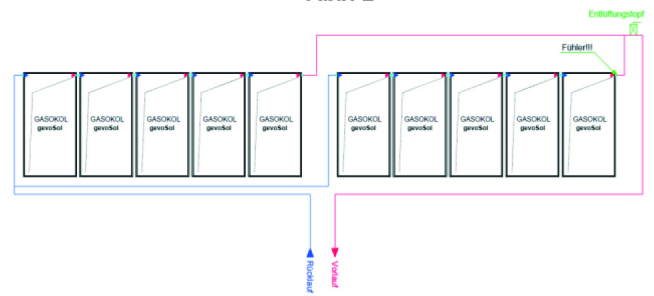 Entlüftungstopf
Fühler!!!
GASOKOL GASOKOL GASOKOL GASOKOL GASOKOL GASOKOL GASOKOL GASOKOL GASOKOL GASOKOL
gevoSol gevoSol gevoSol gevoSol gevoSol gevoSol gevoSol gevoSol gevoSol gevoSol
Rücklauf
Vorlauf